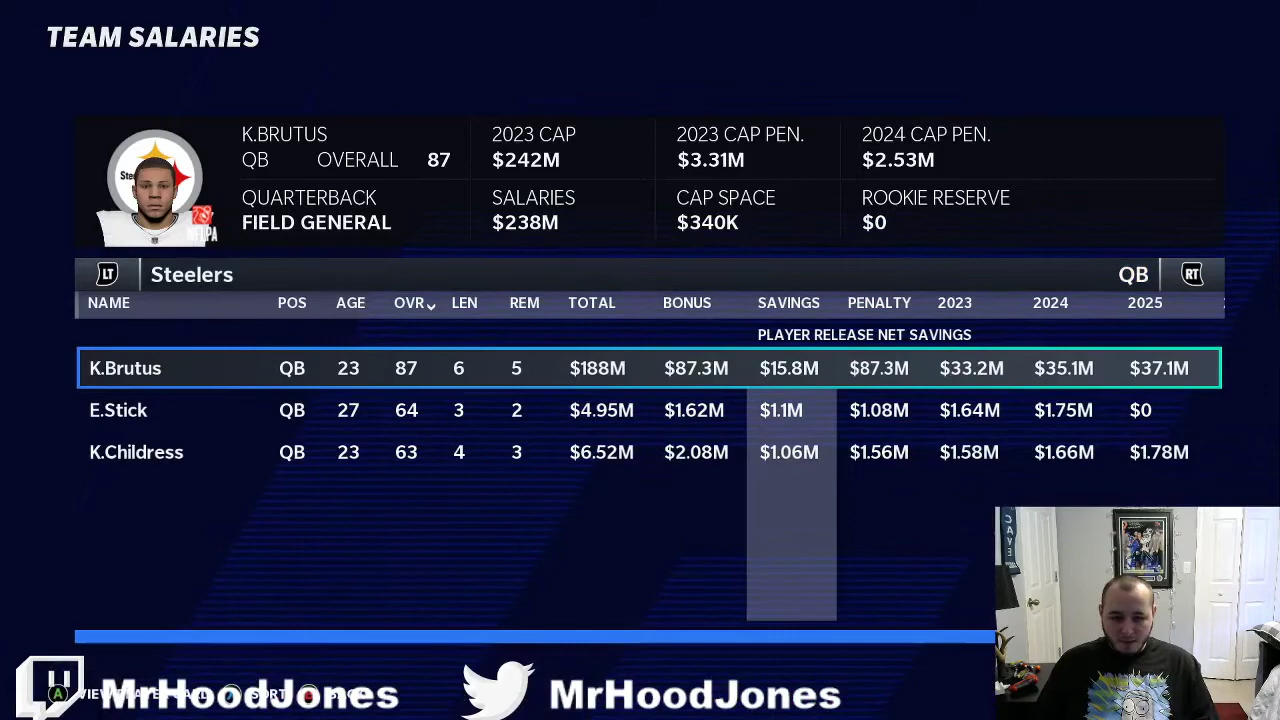 TEAM SALARIES
K.BRUTUS
QB OVERALL 87
QUARTERBACK
FIELD GENERAL
2023 CAP
$242M
SALARIES
$238M
2023 CAP PEN.
$3.31M
CAP SPACE
$340K
2024 CAP PEN.
$2.53M
ROOKIE RESERVE
$0
LT Steelers QB RT
NAME POS AGE OVR LEN REM TOTAL BONUS SAVINGS PENALTY 2023 2024 2025
PLAYER RELEASE NET SAVINGS
K.Brutus QB 23 87 6 5 $188M $87.3M $15.8M $87.3M $33.2M $35.1M $37.1M
E.Stick QB 27 64 3 2 $4.95M $1.62M $1.1M $1.08M $1.64M $1.75M $0
K.Childress QB 23 63 4 3 $6.52M $2.08M $1.06M $1.56M $1.58M $1.66M $1.78M
MrHoodJones MrHoodJones